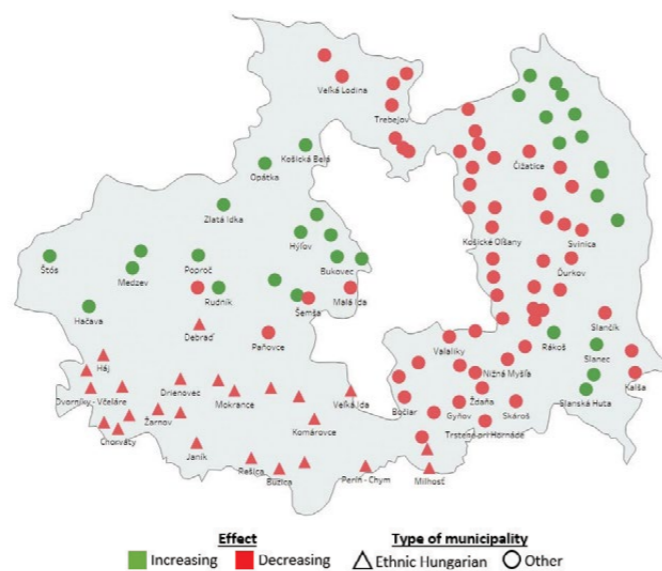 Veľká Lodina
Trebejov
Košická Belá
Opátka
Čižatice
Zlatá Idka
Hýľov
Košické Oľšany
Svinica
Štós
Medzev
Poproč
Bukovec
Ďurkov
Rudník
Šemša
Malá Ida
Hačava
Slančík
Debraď
Paňovce
Rákoš
Valaliky
Slanec
Háj
Nižná Myšľa
Kalša
Drienovec
Ždaňa
Slanská Huta
Dvorníky - Včeláre
Mokrance
Veľká Ida
Bočiar
Gyňov
Skároš
Žarnov
Komárovce
Trstené pri Hornáde
Chorváty
Janík
Rešica
Buzica
Perín - Chym
Milhosť
Effect
Type of municipality
Increasing
Decreasing
Ethnic Hungarian
Other